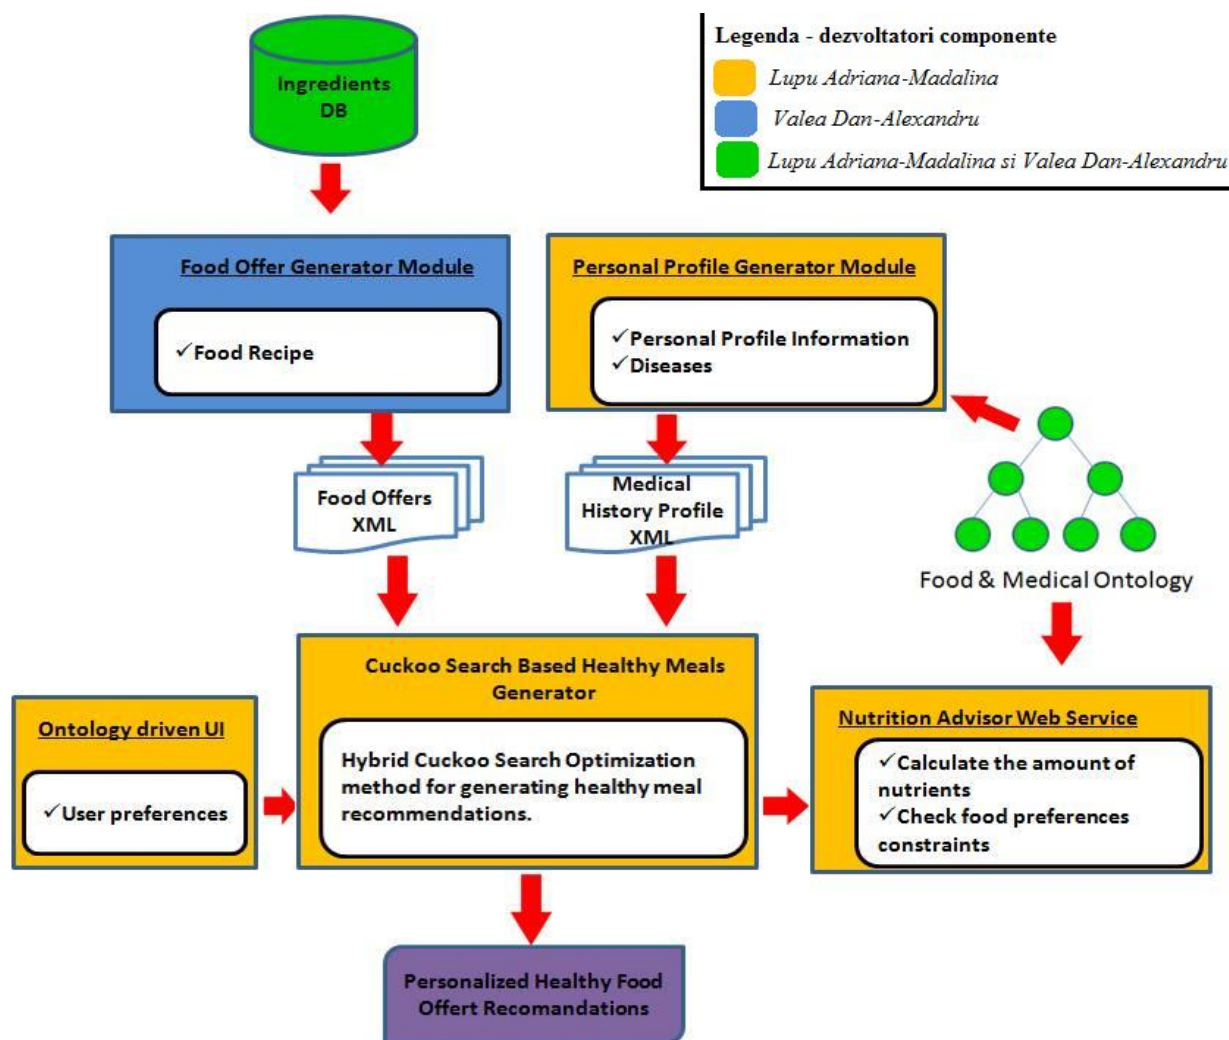 Ingredients
DB
Legenda - dezvoltatori componente
Lupu Adriana-Madalina
Valea Dan-Alexandru
Lupu Adriana-Madalina si Valea Dan-Alexandru
Food Offer Generator Module
✓Food Recipe
Personal Profile Generator Module
✓Personal Profile Information
✓Diseases
Food Offers
XML
Medical
History Profile
XML
Food & Medical Ontology
Ontology driven UI
✓User preferences
Cuckoo Search Based Healthy Meals
Generator
Hybrid Cuckoo Search Optimization
method for generating healthy meal
recommendations.
Nutrition Advisor Web Service
✓Calculate the amount of
nutrients
✓Check food preferences
constraints
Personalized Healthy Food
Offert Recomandations